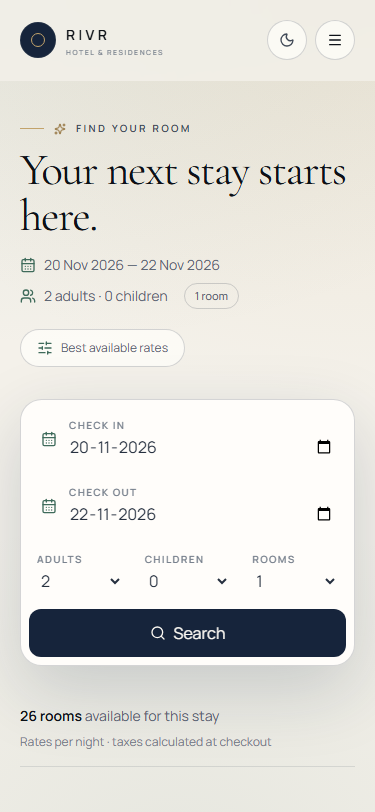 RIVR
HOTEL & RESIDENCES
FIND YOUR ROOM
Your next stay starts
here.
20 Nov 2026 — 22 Nov 2026
2 adults · 0 children
1 room
Best available rates
CHECK IN
20-11-2026
CHECK OUT
22-11-2026
ADULTS CHILDREN ROOMS
2 0 1
Search
26 rooms available for this stay
Rates per night · taxes calculated at checkout